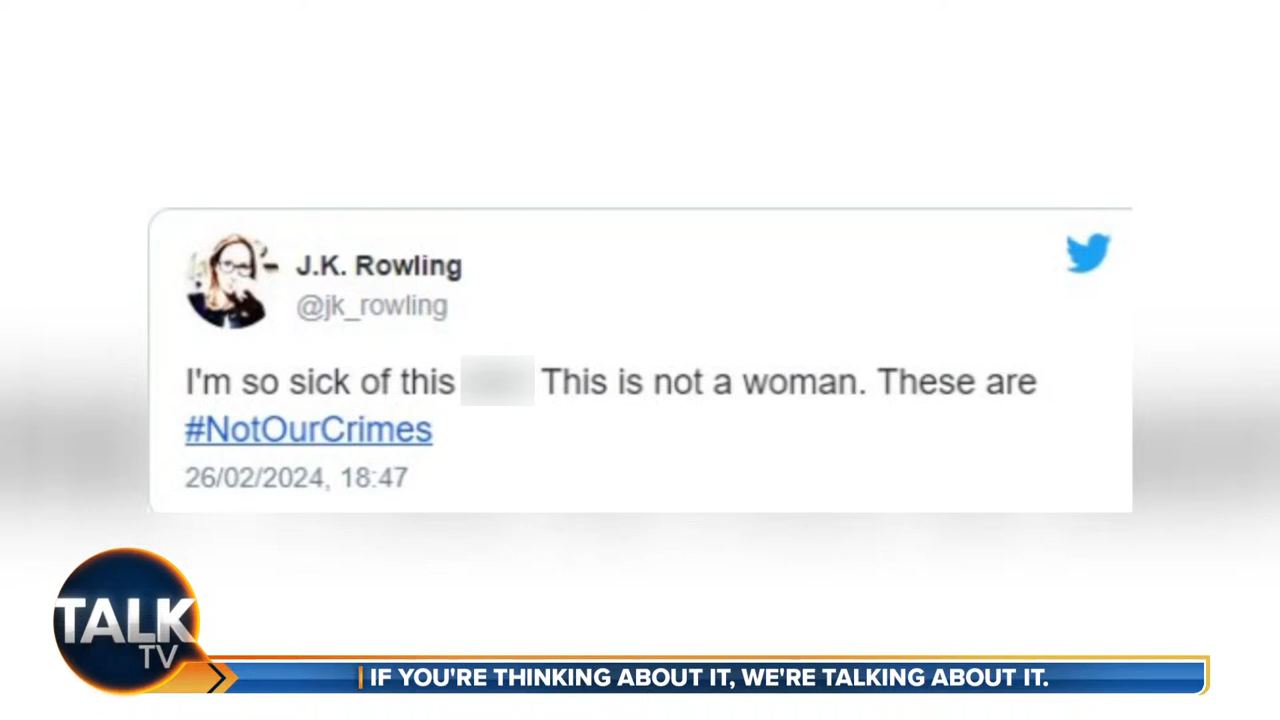 J.K. Rowling
@jk_rowling
I'm so sick of this This is not a woman. These are
#NotOurCrimes
26/02/2024, 18:47
TALK
TV
IF YOU'RE THINKING ABOUT IT, WE'RE TALKING ABOUT IT.